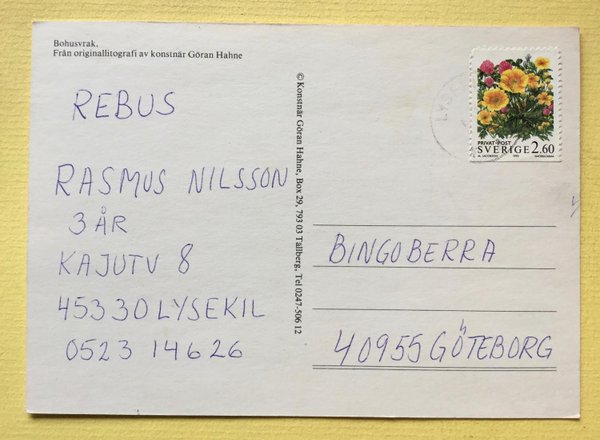 Bohusvrak,
Från originallitografi av konstnär Göran Hahne
REBUS
RASMUS NILSSON
3 ÅR
KAJUTV 8
45330 LYSEKIL
0523 14626
© Konstnär Göran Hahne, Box 29, 793 03 Tällberg, Tel 0247-506 12
PRIVAT-POST
SVERIGE 2.60
BINGOBERRA
40955 GÖTEBORG